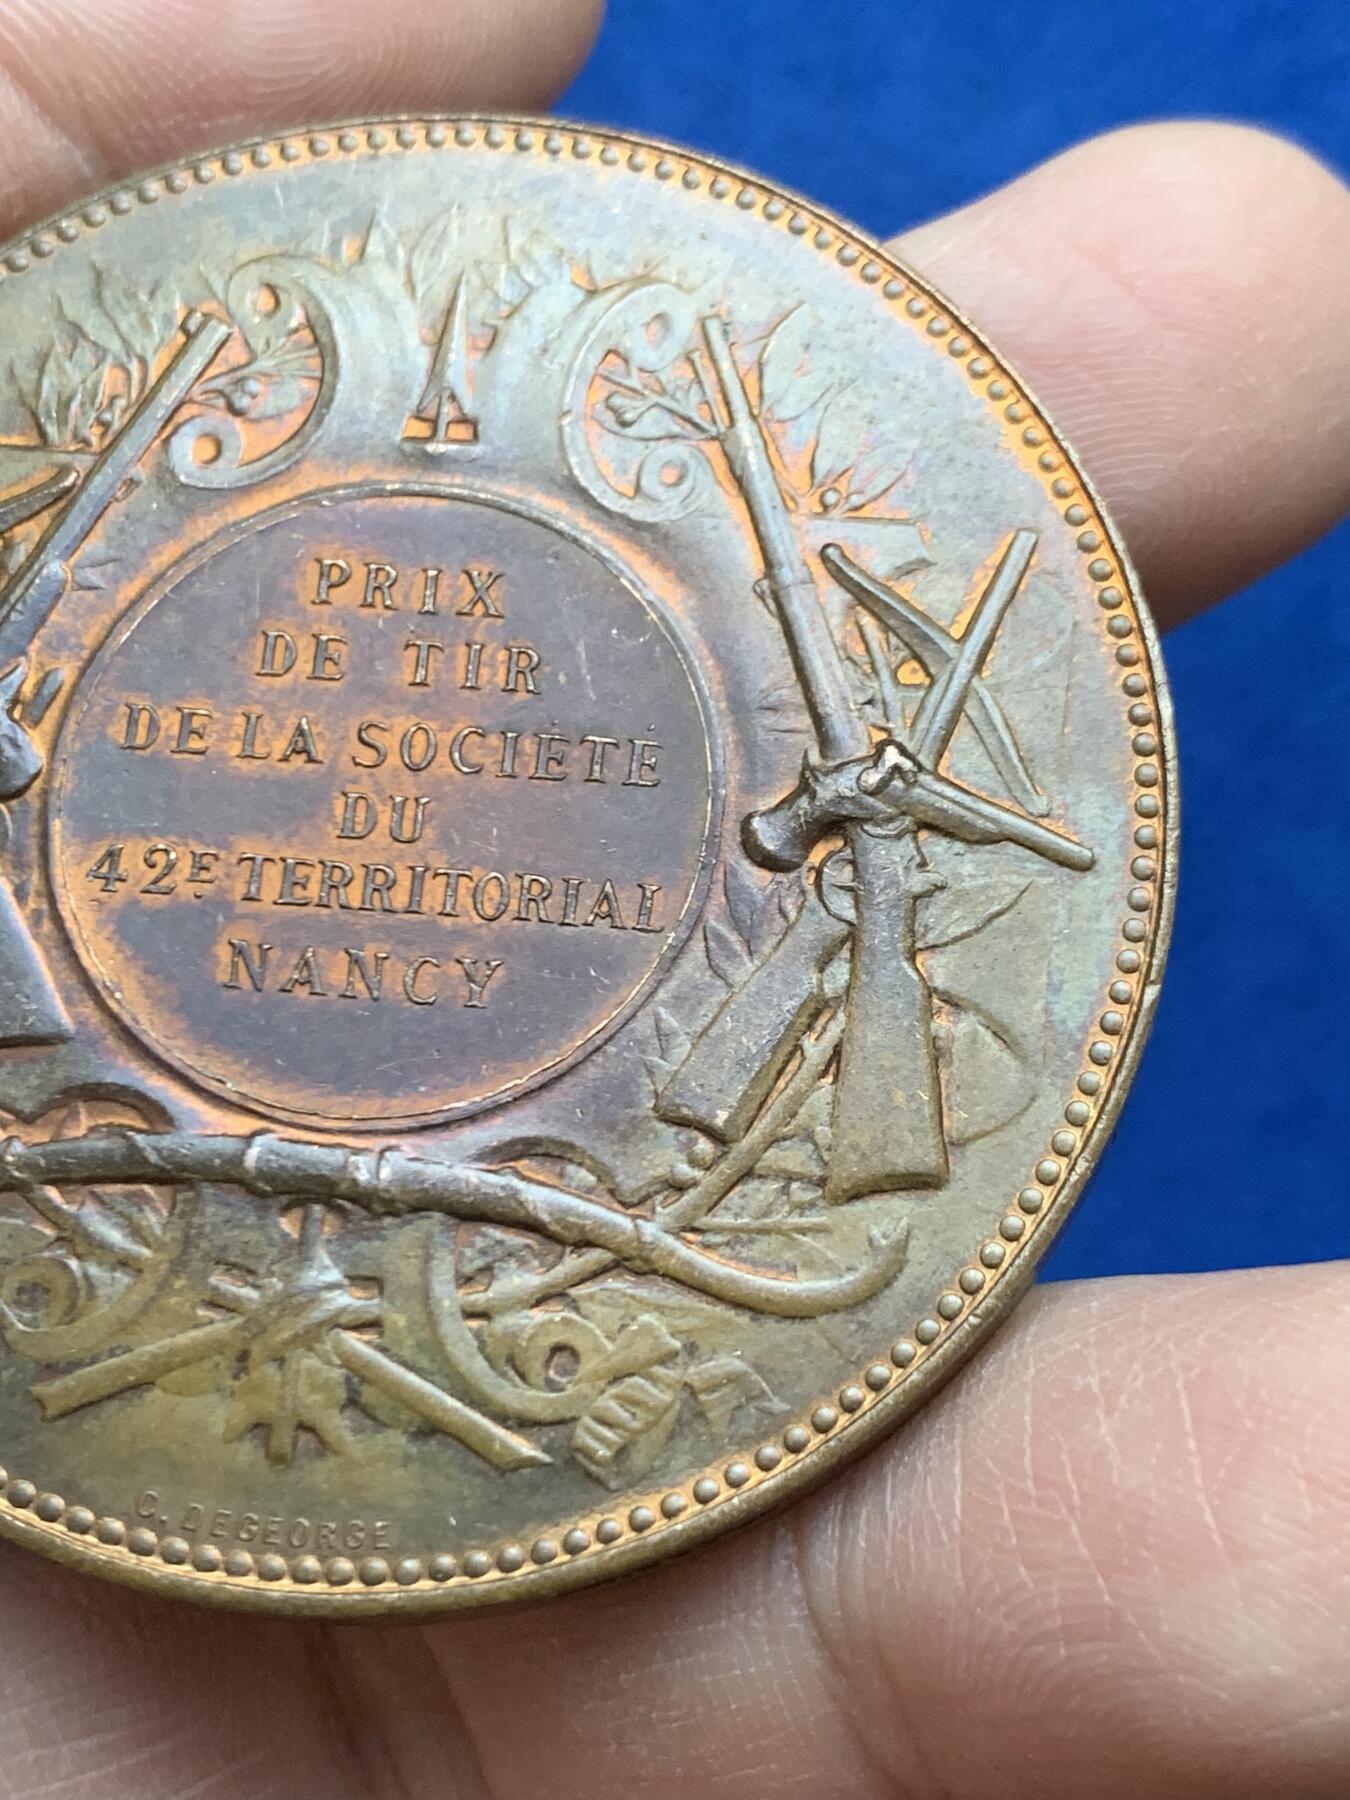 PRIX
DE TIR
DE LA SOCIÉTÉ
DU
42E TERRITORIAL
NANCY
C. DEGEORGE